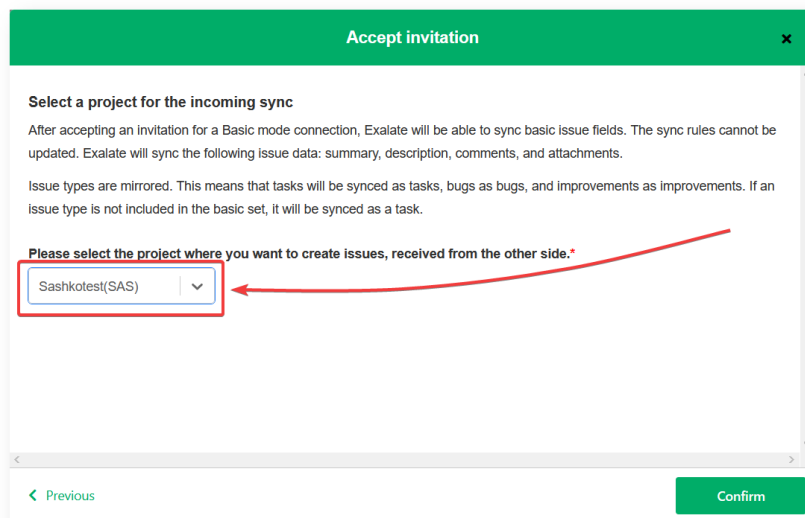 Accept invitation
Select a project for the incoming sync
After accepting an invitation for a Basic mode connection, Exalate will be able to sync basic issue fields. The sync rules cannot be
updated. Exalate will sync the following issue data: summary, description, comments, and attachments.
Issue types are mirrored. This means that tasks will be synced as tasks, bugs as bugs, and improvements as improvements. If an
issue type is not included in the basic set, it will be synced as a task.
Please select the project where you want to create issues, received from the other side.*
Sashkotest(SAS)
Previous
Confirm